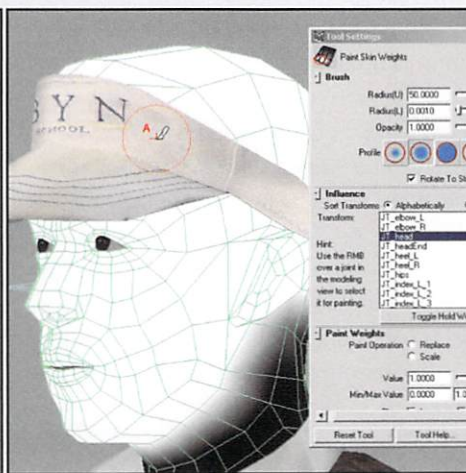 Tool Settings
Paint Skin Weights
Brush
Radius(U) 50.0000
Radius(L) 0.0010
Opacity 1.0000
Profile
Rotate To
Influence
Sort Transforms: Alphabetically
Transform:
JT_elbow_L
JT_elbow_R
JT_head
JT_headEnd
JT_heel_L
JT_heel_R
JT_hips
JT_index_L_1
JT_index_L_2
JT_index_L_3
Hint:
Use the RMB
over a joint in
the modeling
view to select
it for painting.
Toggle Hold
Paint Weights
Paint Operation Replace
Scale
Value 1.0000
Min/Max Value 0.0000
Reset Tool Tool Help...
BYN
SCHOOL
A